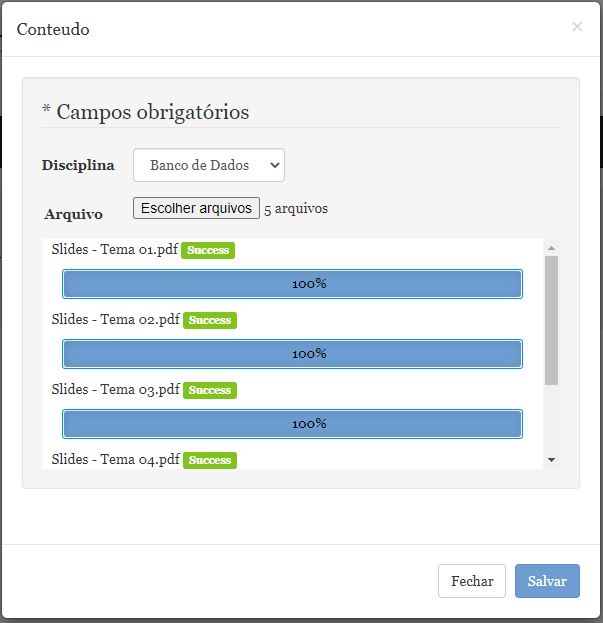 Conteudo ×
* Campos obrigatórios
Disciplina Banco de Dados
Arquivo Escolher arquivos 5 arquivos
Slides - Tema 01.pdf Success
100%
Slides - Tema 02.pdf Success
100%
Slides - Tema 03.pdf Success
100%
Slides - Tema 04.pdf Success
Fechar Salvar